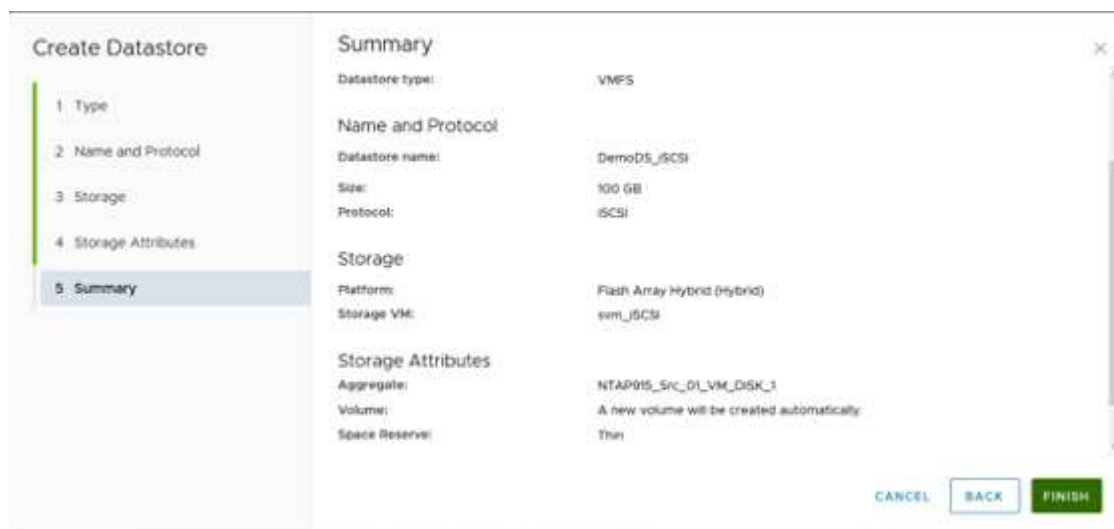 Create Datastore
1 Type
2 Name and Protocol
3 Storage
4 Storage Attributes
5 Summary
Summary
Datastore type: VMFS
Name and Protocol
Datastore name: DemoDS_iSCSI
Size: 100 GB
Protocol: iSCSI
Storage
Platform: Flash Array Hybrid (Hybrid)
Storage VM: svm_iSCSI
Storage Attributes
Aggregate: NTAP915_Src_01_VM_DISK_1
Volume: A new volume will be created automatically.
Space Reserve: Thin
CANCEL BACK FINISH